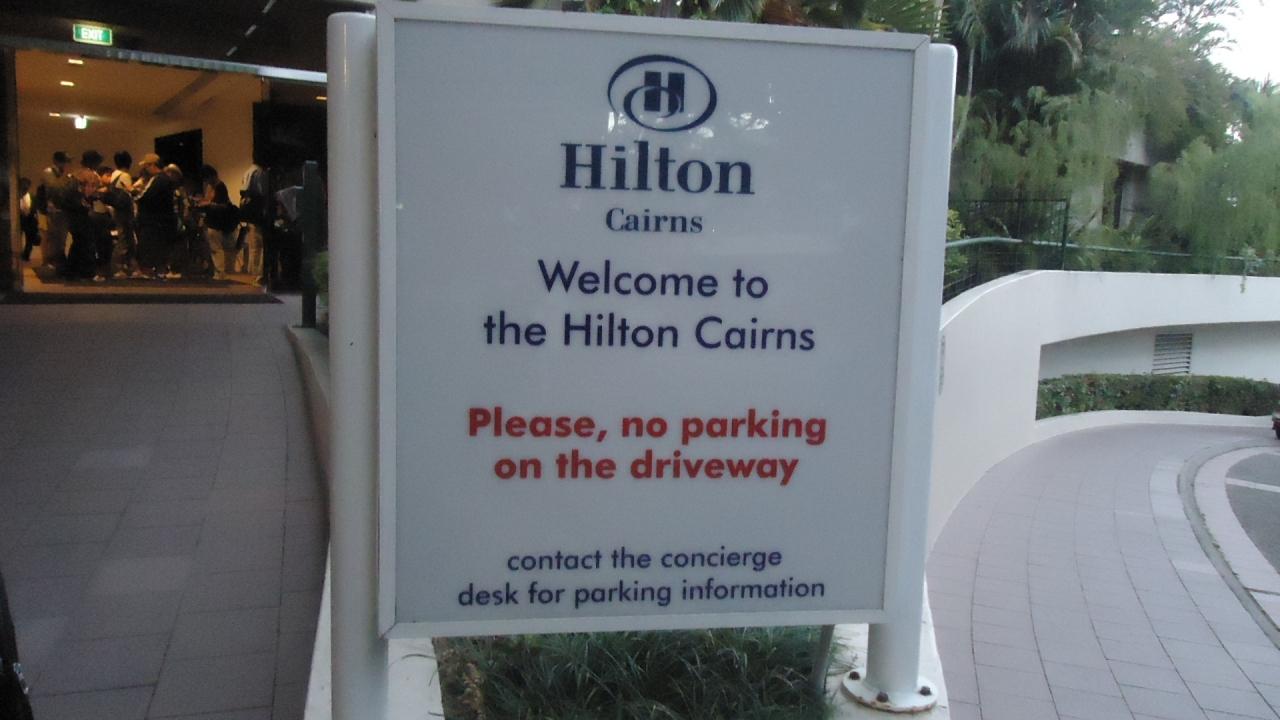 EXIT
Hilton
Cairns
Welcome to
the Hilton Cairns
Please, no parking
on the driveway
contact the concierge
desk for parking information